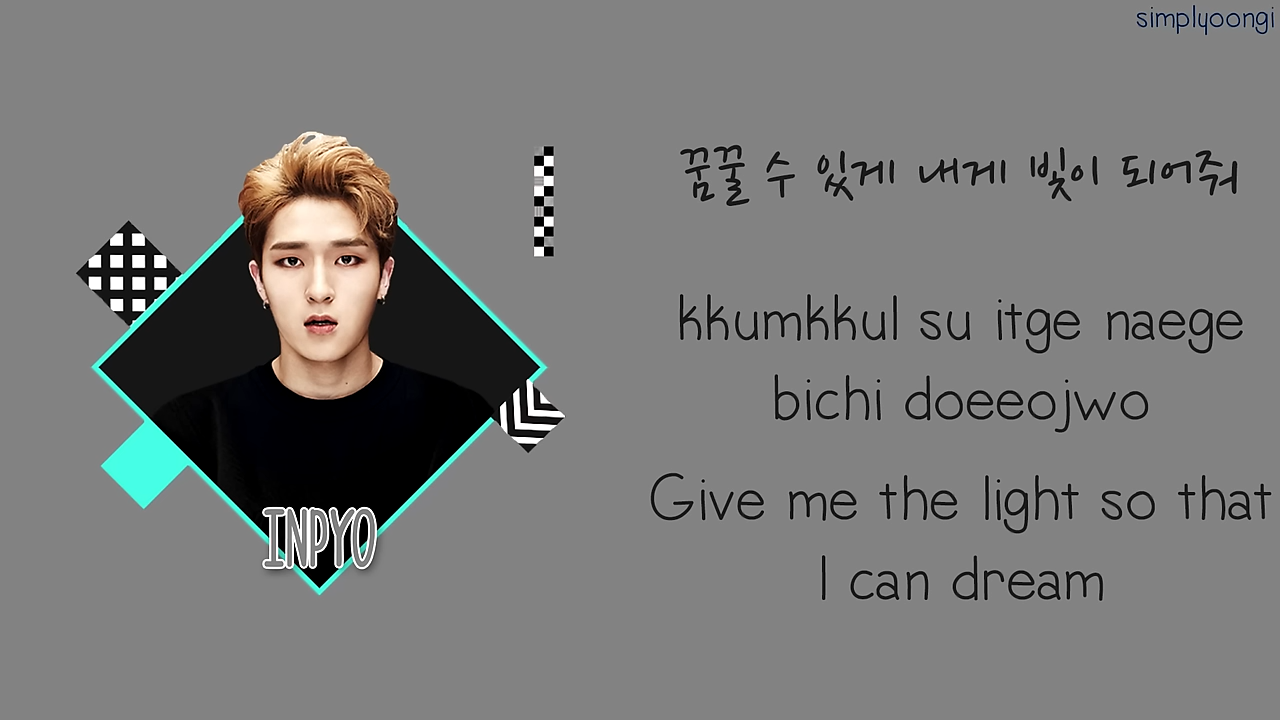 simplyoongi
꿈꿀 수 있게 내게 빛이 되어줘
kkumkkul su itge naege
bichi doeeojwo
Give me the light so that
I can dream
INPYO